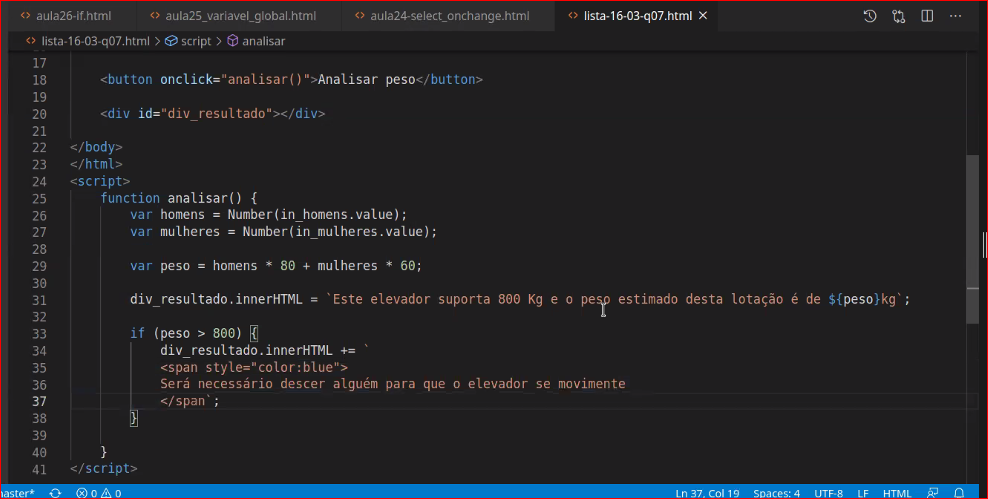 aula26-if.html aula25_variavel_global.html aula24-select_onchange.html lista-16-03-q07.html
lista-16-03-q07.html > script > analisar
17
18 <button onclick="analisar()">Analisar peso</button>
19
20 <div id="div_resultado"></div>
21
22 </body>
23 </html>
24 <script>
25 function analisar() {
26 var homens = Number(in_homens.value);
27 var mulheres = Number(in_mulheres.value);
28
29 var peso = homens * 80 + mulheres * 60;
30
31 div_resultado.innerHTML = `Este elevador suporta 800 Kg e o peso estimado desta lotação é de ${peso}kg`;
32
33 if (peso > 800) {
34 div_resultado.innerHTML += `
35 <span style="color:blue">
36 Será necessário descer alguém para que o elevador se movimente
37 </span`;
38 }
39
40 }
41 </script>
master* 0 0 Ln 37, Col 19 Spaces: 4 UTF-8 LF HTML